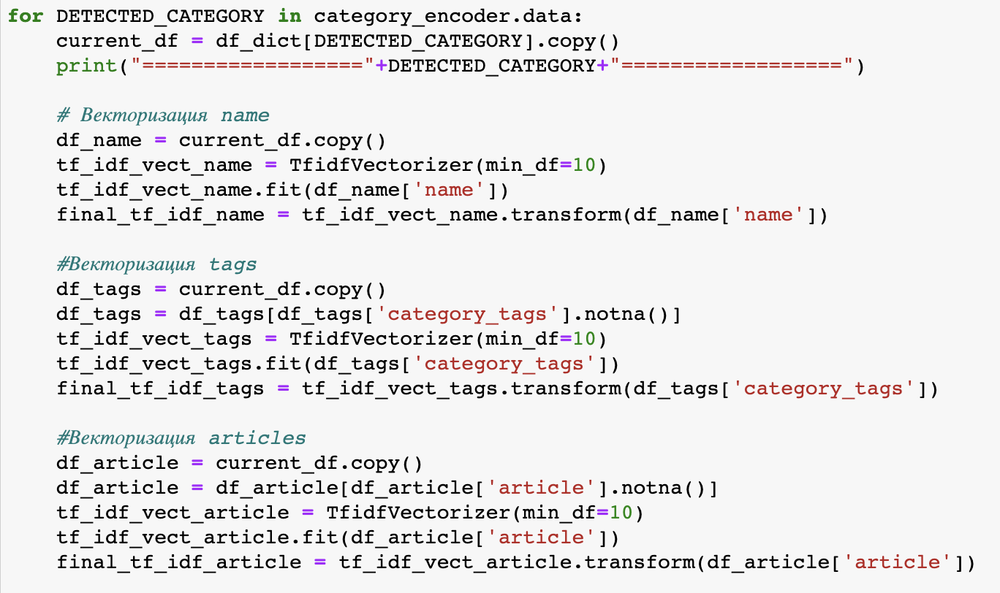 for DETECTED_CATEGORY in category_encoder.data:
    current_df = df_dict[DETECTED_CATEGORY].copy()
    print("=================="+DETECTED_CATEGORY+"==================")

    # Векторизация name
    df_name = current_df.copy()
    tf_idf_vect_name = TfidfVectorizer(min_df=10)
    tf_idf_vect_name.fit(df_name['name'])
    final_tf_idf_name = tf_idf_vect_name.transform(df_name['name'])

    #Векторизация tags
    df_tags = current_df.copy()
    df_tags = df_tags[df_tags['category_tags'].notna()]
    tf_idf_vect_tags = TfidfVectorizer(min_df=10)
    tf_idf_vect_tags.fit(df_tags['category_tags'])
    final_tf_idf_tags = tf_idf_vect_tags.transform(df_tags['category_tags'])

    #Векторизация articles
    df_article = current_df.copy()
    df_article = df_article[df_article['article'].notna()]
    tf_idf_vect_article = TfidfVectorizer(min_df=10)
    tf_idf_vect_article.fit(df_article['article'])
    final_tf_idf_article = tf_idf_vect_article.transform(df_article['article'])